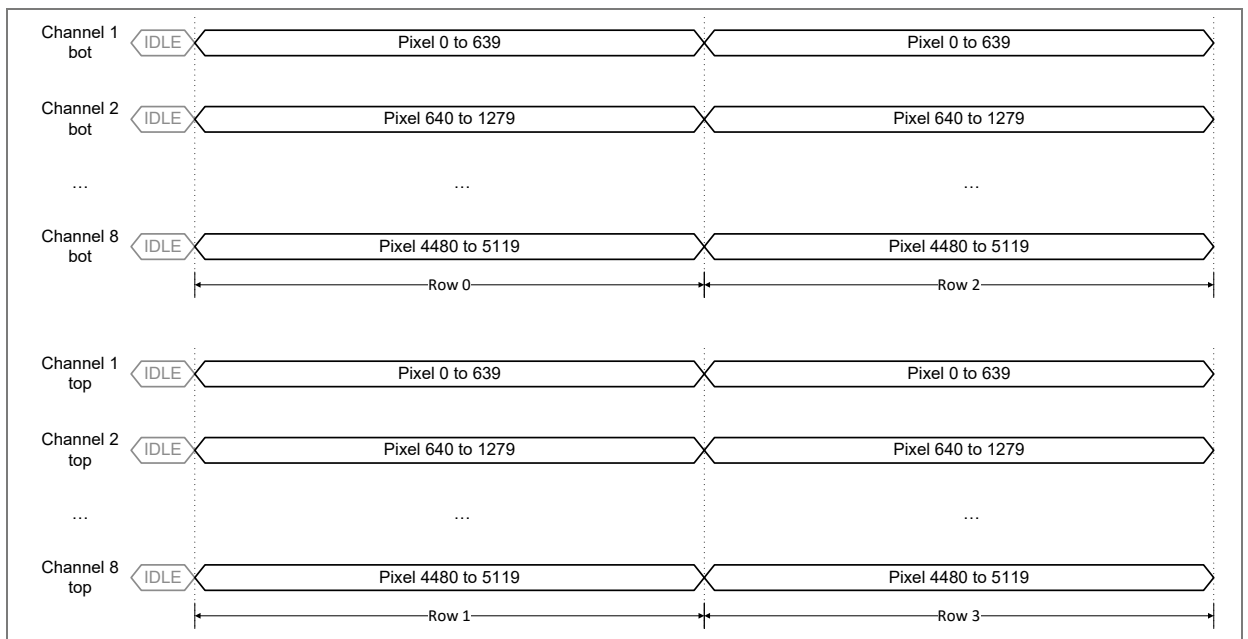 Channel 1
bot
IDLE
Pixel 0 to 639
Pixel 0 to 639
Channel 2
bot
IDLE
Pixel 640 to 1279
Pixel 640 to 1279
...
...
...
Channel 8
bot
IDLE
Pixel 4480 to 5119
Pixel 4480 to 5119
Row 0
Row 2
Channel 1
top
IDLE
Pixel 0 to 639
Pixel 0 to 639
Channel 2
top
IDLE
Pixel 640 to 1279
Pixel 640 to 1279
...
...
...
Channel 8
top
IDLE
Pixel 4480 to 5119
Pixel 4480 to 5119
Row 1
Row 3